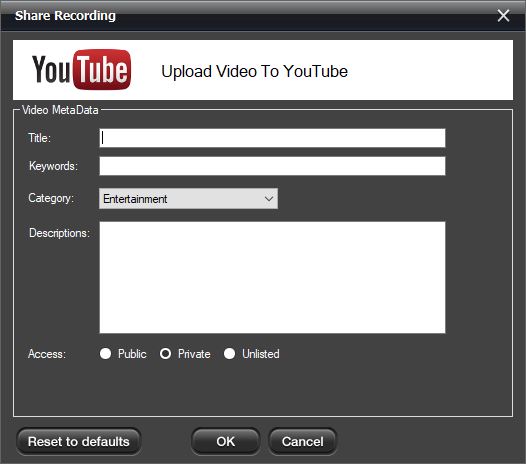 Share Recording
YouTube Upload Video To YouTube
Video MetaData
Title:
Keywords:
Category: Entertainment
Descriptions:
Access: Public Private Unlisted
Reset to defaults OK Cancel